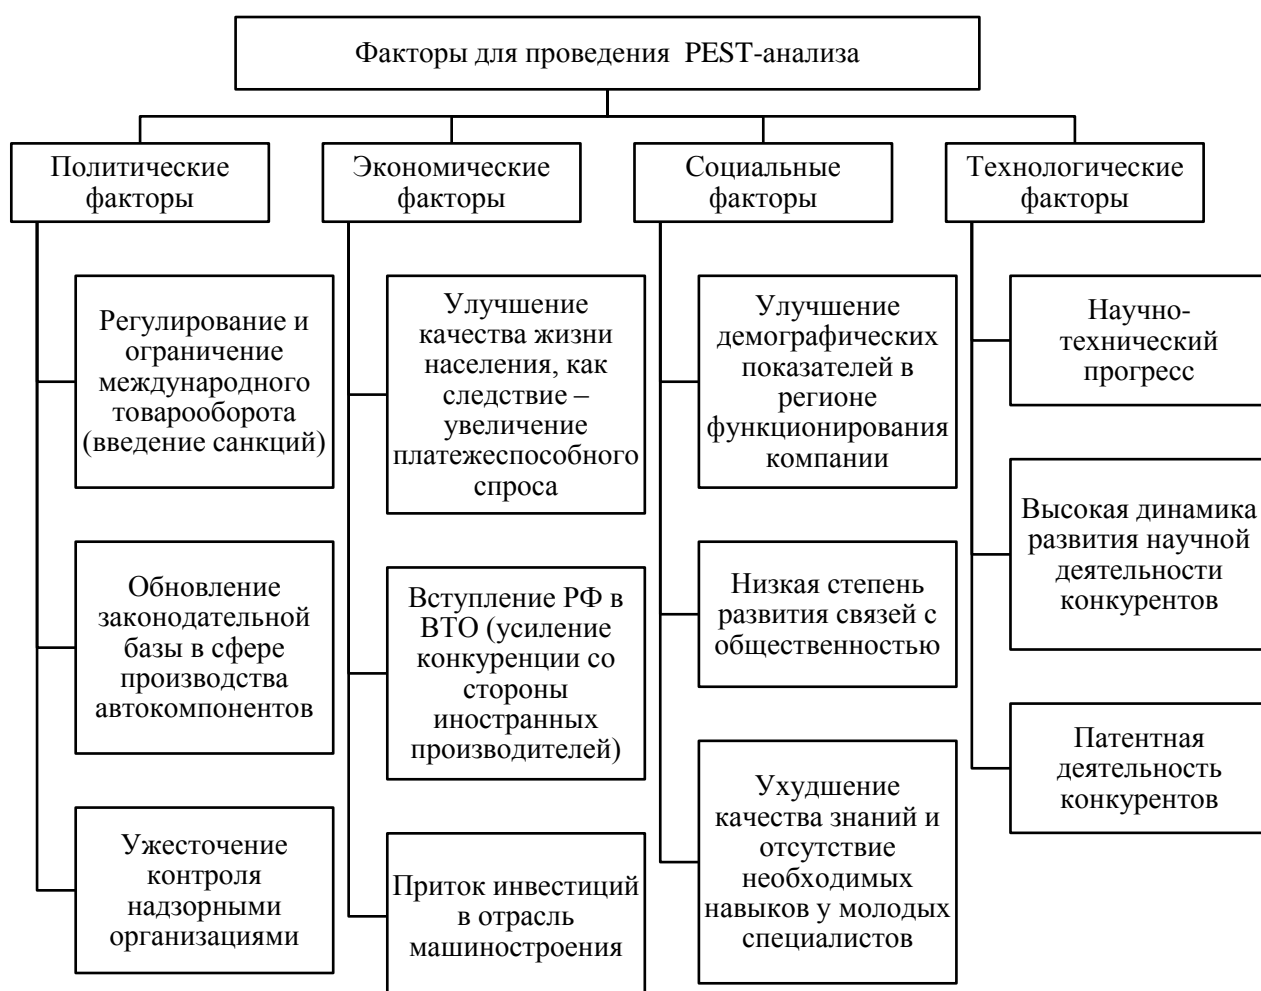 Факторы для проведения PEST-анализа
Политические
факторы
Регулирование и
ограничение
международного
товарооборота
(введение санкций)
Обновление
законодательной
базы в сфере
производства
автокомпонентов
Ужесточение
контроля
надзорными
организациями
Экономические
факторы
Улучшение
качества жизни
населения, как
следствие –
увеличение
платежеспособного
спроса
Вступление РФ в
ВТО (усиление
конкуренции со
стороны
иностранных
производителей)
Приток инвестиций
в отрасль
машиностроения
Социальные
факторы
Улучшение
демографических
показателей в
регионе
функционирования
компании
Низкая степень
развития связей с
общественностью
Ухудшение
качества знаний и
отсутствие
необходимых
навыков у молодых
специалистов
Технологические
факторы
Научно-
технический
прогресс
Высокая динамика
развития научной
деятельности
конкурентов
Патентная
деятельность
конкурентов